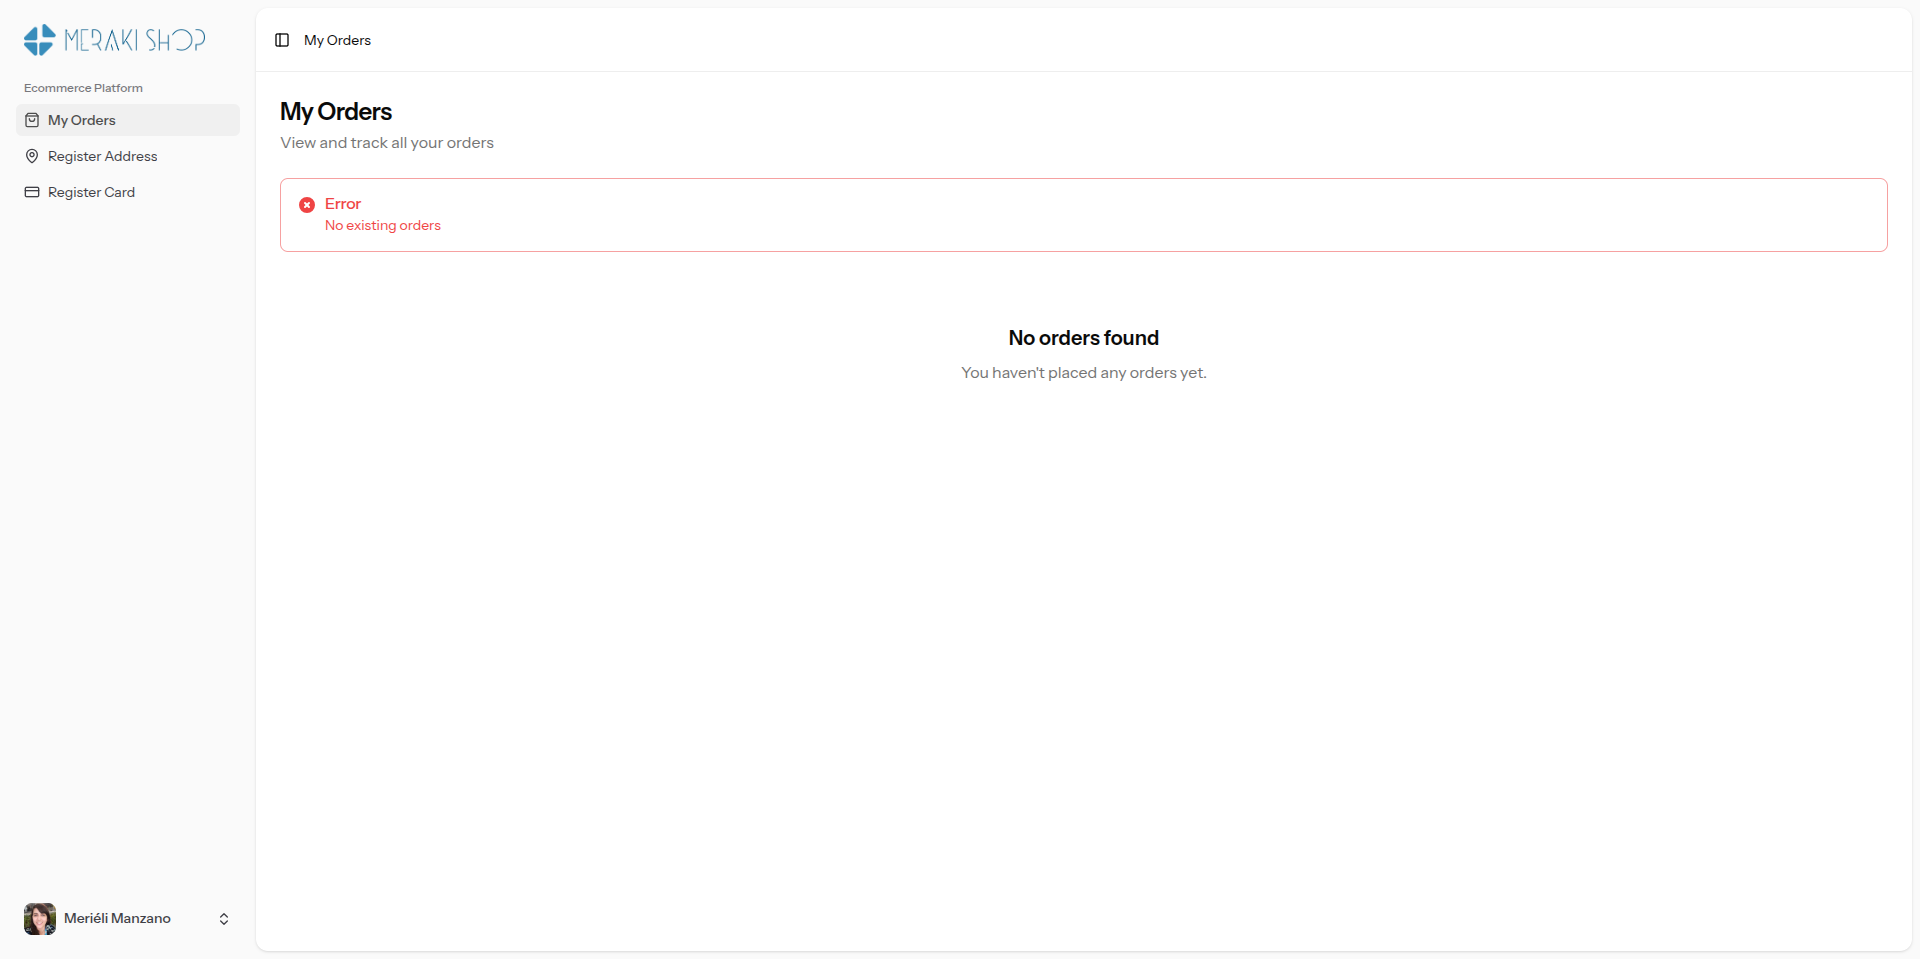 MERAKI SHOP
Ecommerce Platform
My Orders
Register Address
Register Card
Meriéli Manzano
My Orders
My Orders
View and track all your orders
Error
No existing orders
No orders found
You haven't placed any orders yet.